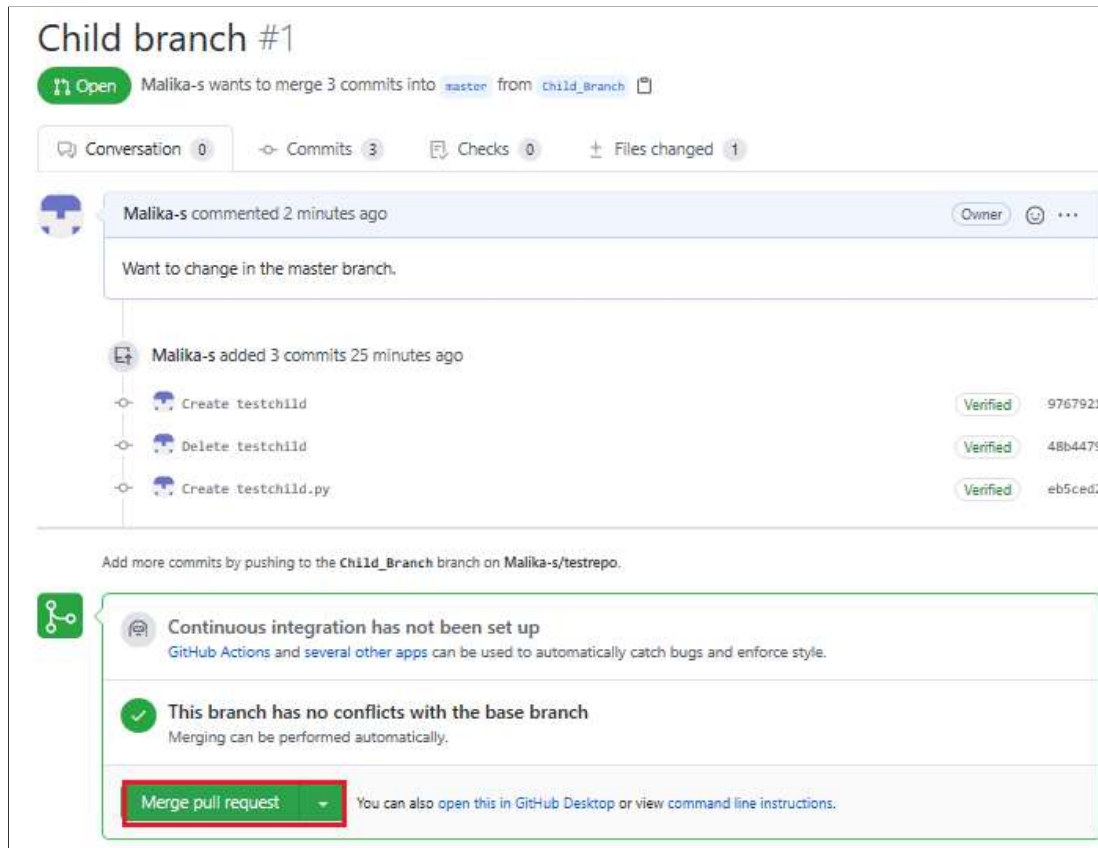 Child branch #1
Open Malika-s wants to merge 3 commits into master from Child_Branch
Conversation 0 Commits 3 Checks 0 Files changed 1
Malika-s commented 2 minutes ago Owner
Want to change in the master branch.
Malika-s added 3 commits 25 minutes ago
Create testchild Verified
Delete testchild Verified
Create testchild.py Verified
Add more commits by pushing to the Child_Branch branch on Malika-s/testrepo.
Continuous integration has not been set up
GitHub Actions and several other apps can be used to automatically catch bugs and enforce style.
This branch has no conflicts with the base branch
Merging can be performed automatically.
Merge pull request You can also open this in GitHub Desktop or view command line instructions.